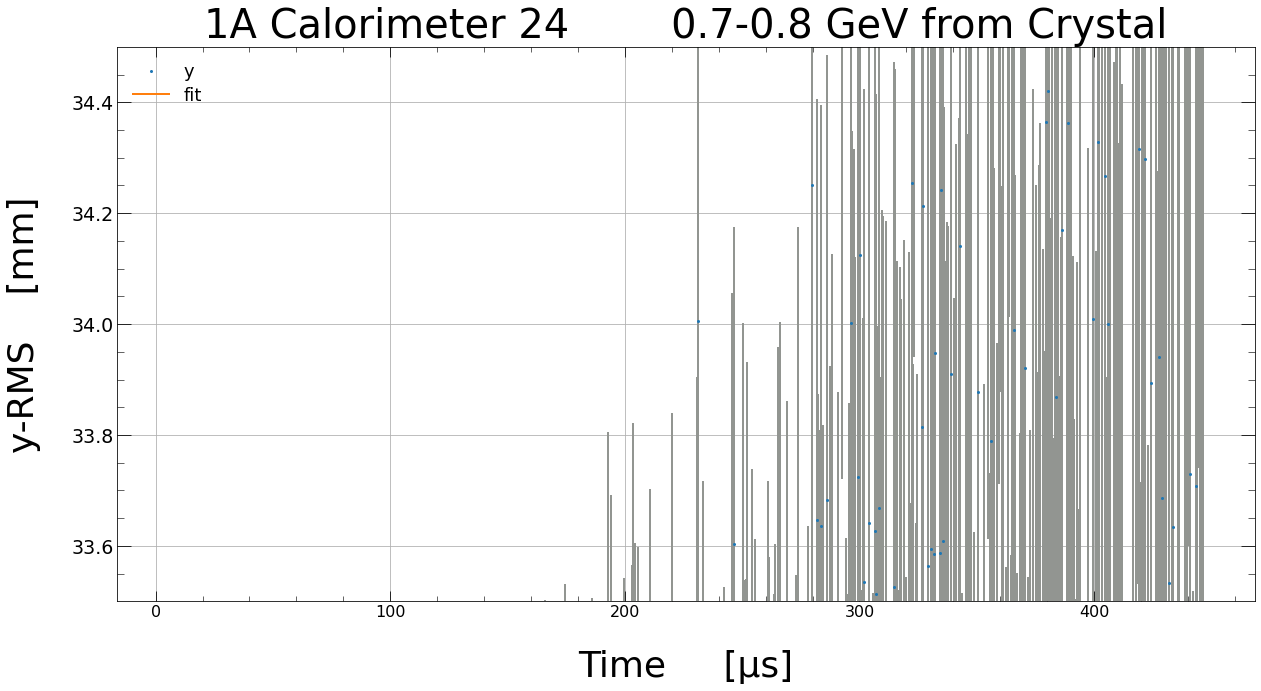 1A Calorimeter 24 0.7-0.8 GeV from Crystal
y
fit
34.4
34.2
34.0
33.8
33.6
y-RMS [mm]
0 100 200 300 400
Time [μs]